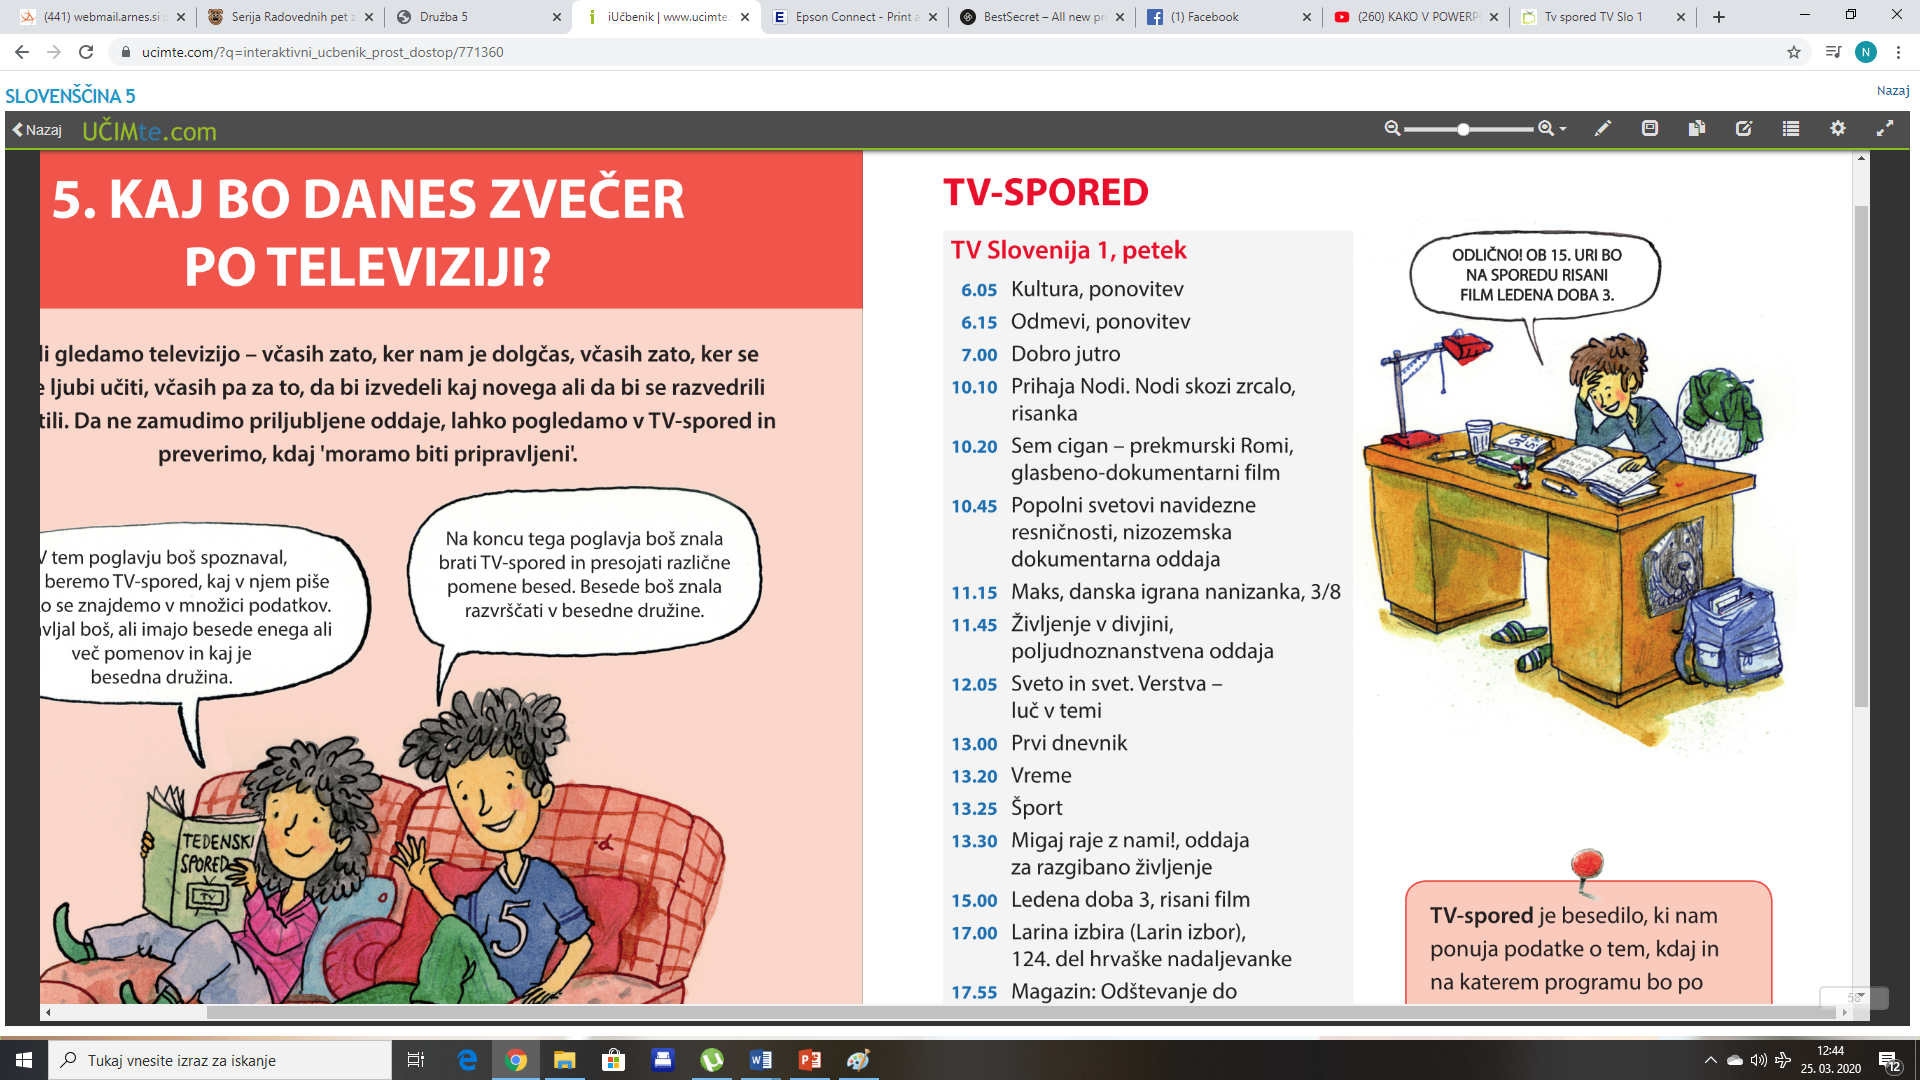 (441) webmail.arnes.si
Serija Radovednih pet
Družba 5
iUčbenik | www.ucimte.
Epson Connect - Print
BestSecret – All new pr
(1) Facebook
(260) KAKO V POWERP
Tv spored TV Slo 1
ucimte.com/?q=interaktivni_ucbenik_prost_dostop/771360
N
SLOVENŠČINA 5
Nazaj
Nazaj
UČIMte.com
5. KAJ BO DANES ZVEČER
PO TELEVIZIJI?
li gledamo televizijo – včasih zato, ker nam je dolgčas, včasih zato, ker se
ljubi učiti, včasih pa za to, da bi izvedeli kaj novega ali da bi se razvedrili
tili. Da ne zamudimo priljubljene oddaje, lahko pogledamo v TV-spored in
preverimo, kdaj 'moramo biti pripravljeni'.
V tem poglavju boš spoznaval,
beremo TV-spored, kaj v njem piše
o se znajdemo v množici podatkov.
vljal boš, ali imajo besede enega ali
več pomenov in kaj je
besedna družina.
Na koncu tega poglavja boš znala
brati TV-spored in presojati različne
pomene besed. Besede boš znala
razvrščati v besedne družine.
TEDENSKI
SPORED
TV
5
TV-SPORED
TV Slovenija 1, petek
6.05 Kultura, ponovitev
6.15 Odmevi, ponovitev
7.00 Dobro jutro
10.10 Prihaja Nodi. Nodi skozi zrcalo,
risanka
10.20 Sem cigan – prekmurski Romi,
glasbeno-dokumentarni film
10.45 Popolni svetovi navidezne
resničnosti, nizozemska
dokumentarna oddaja
11.15 Maks, danska igrana nanizanka, 3/8
11.45 Življenje v divjini,
poljudnoznanstvena oddaja
12.05 Sveto in svet. Verstva –
luč v temi
13.00 Prvi dnevnik
13.20 Vreme
13.25 Šport
13.30 Migaj raje z nami!, oddaja
za razgibano življenje
15.00 Ledena doba 3, risani film
17.00 Larina izbira (Larin izbor),
124. del hrvaške nadaljevanke
17.55 Magazin: Odštevanje do
ODLIČNO! OB 15. URI BO
NA SPOREDU RISANI
FILM LEDENA DOBA 3.
TV-spored je besedilo, ki nam
ponuja podatke o tem, kdaj in
na katerem programu bo po
58
Tukaj vnesite izraz za iskanje
12:44
25. 03. 2020
12